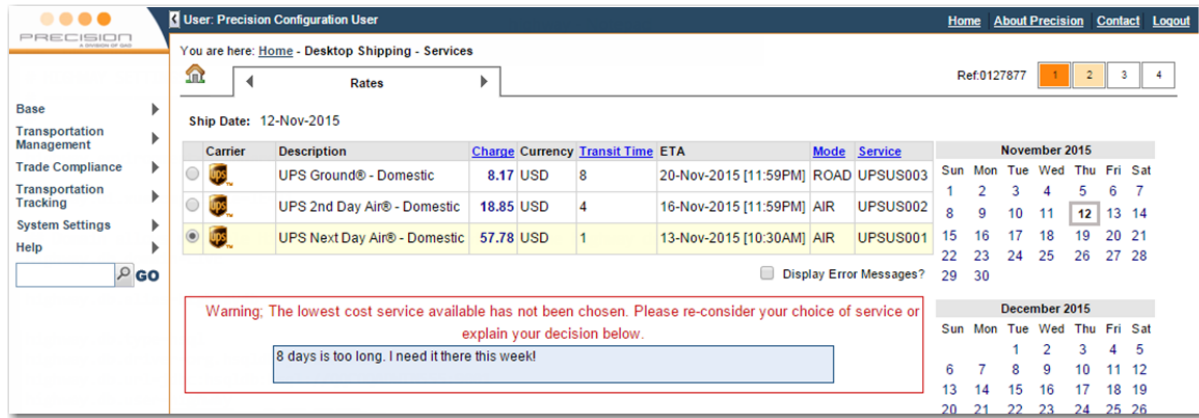 PRECISION
A DIVISION OF QAD
User: Precision Configuration User
Home About Precision Contact Logout
You are here: Home - Desktop Shipping - Services
Rates
Ref:0127877 1 2 3 4
Base
Transportation
Management
Trade Compliance
Transportation
Tracking
System Settings
Help
GO
Ship Date: 12-Nov-2015
Carrier Description Charge Currency Transit Time ETA Mode Service
ups UPS Ground® - Domestic 8.17 USD 8 20-Nov-2015 [11:59PM] ROAD UPSUS003
ups UPS 2nd Day Air® - Domestic 18.85 USD 4 16-Nov-2015 [11:59PM] AIR UPSUS002
ups UPS Next Day Air® - Domestic 57.78 USD 1 13-Nov-2015 [10:30AM] AIR UPSUS001
Display Error Messages?
Warning; The lowest cost service available has not been chosen. Please re-consider your choice of service or
explain your decision below.
8 days is too long. I need it there this week!
November 2015
Sun Mon Tue Wed Thu Fri Sat
1 2 3 4 5 6 7
8 9 10 11 12 13 14
15 16 17 18 19 20 21
22 23 24 25 26 27 28
29 30
December 2015
Sun Mon Tue Wed Thu Fri Sat
1 2 3 4 5
6 7 8 9 10 11 12
13 14 15 16 17 18 19
20 21 22 23 24 25 26